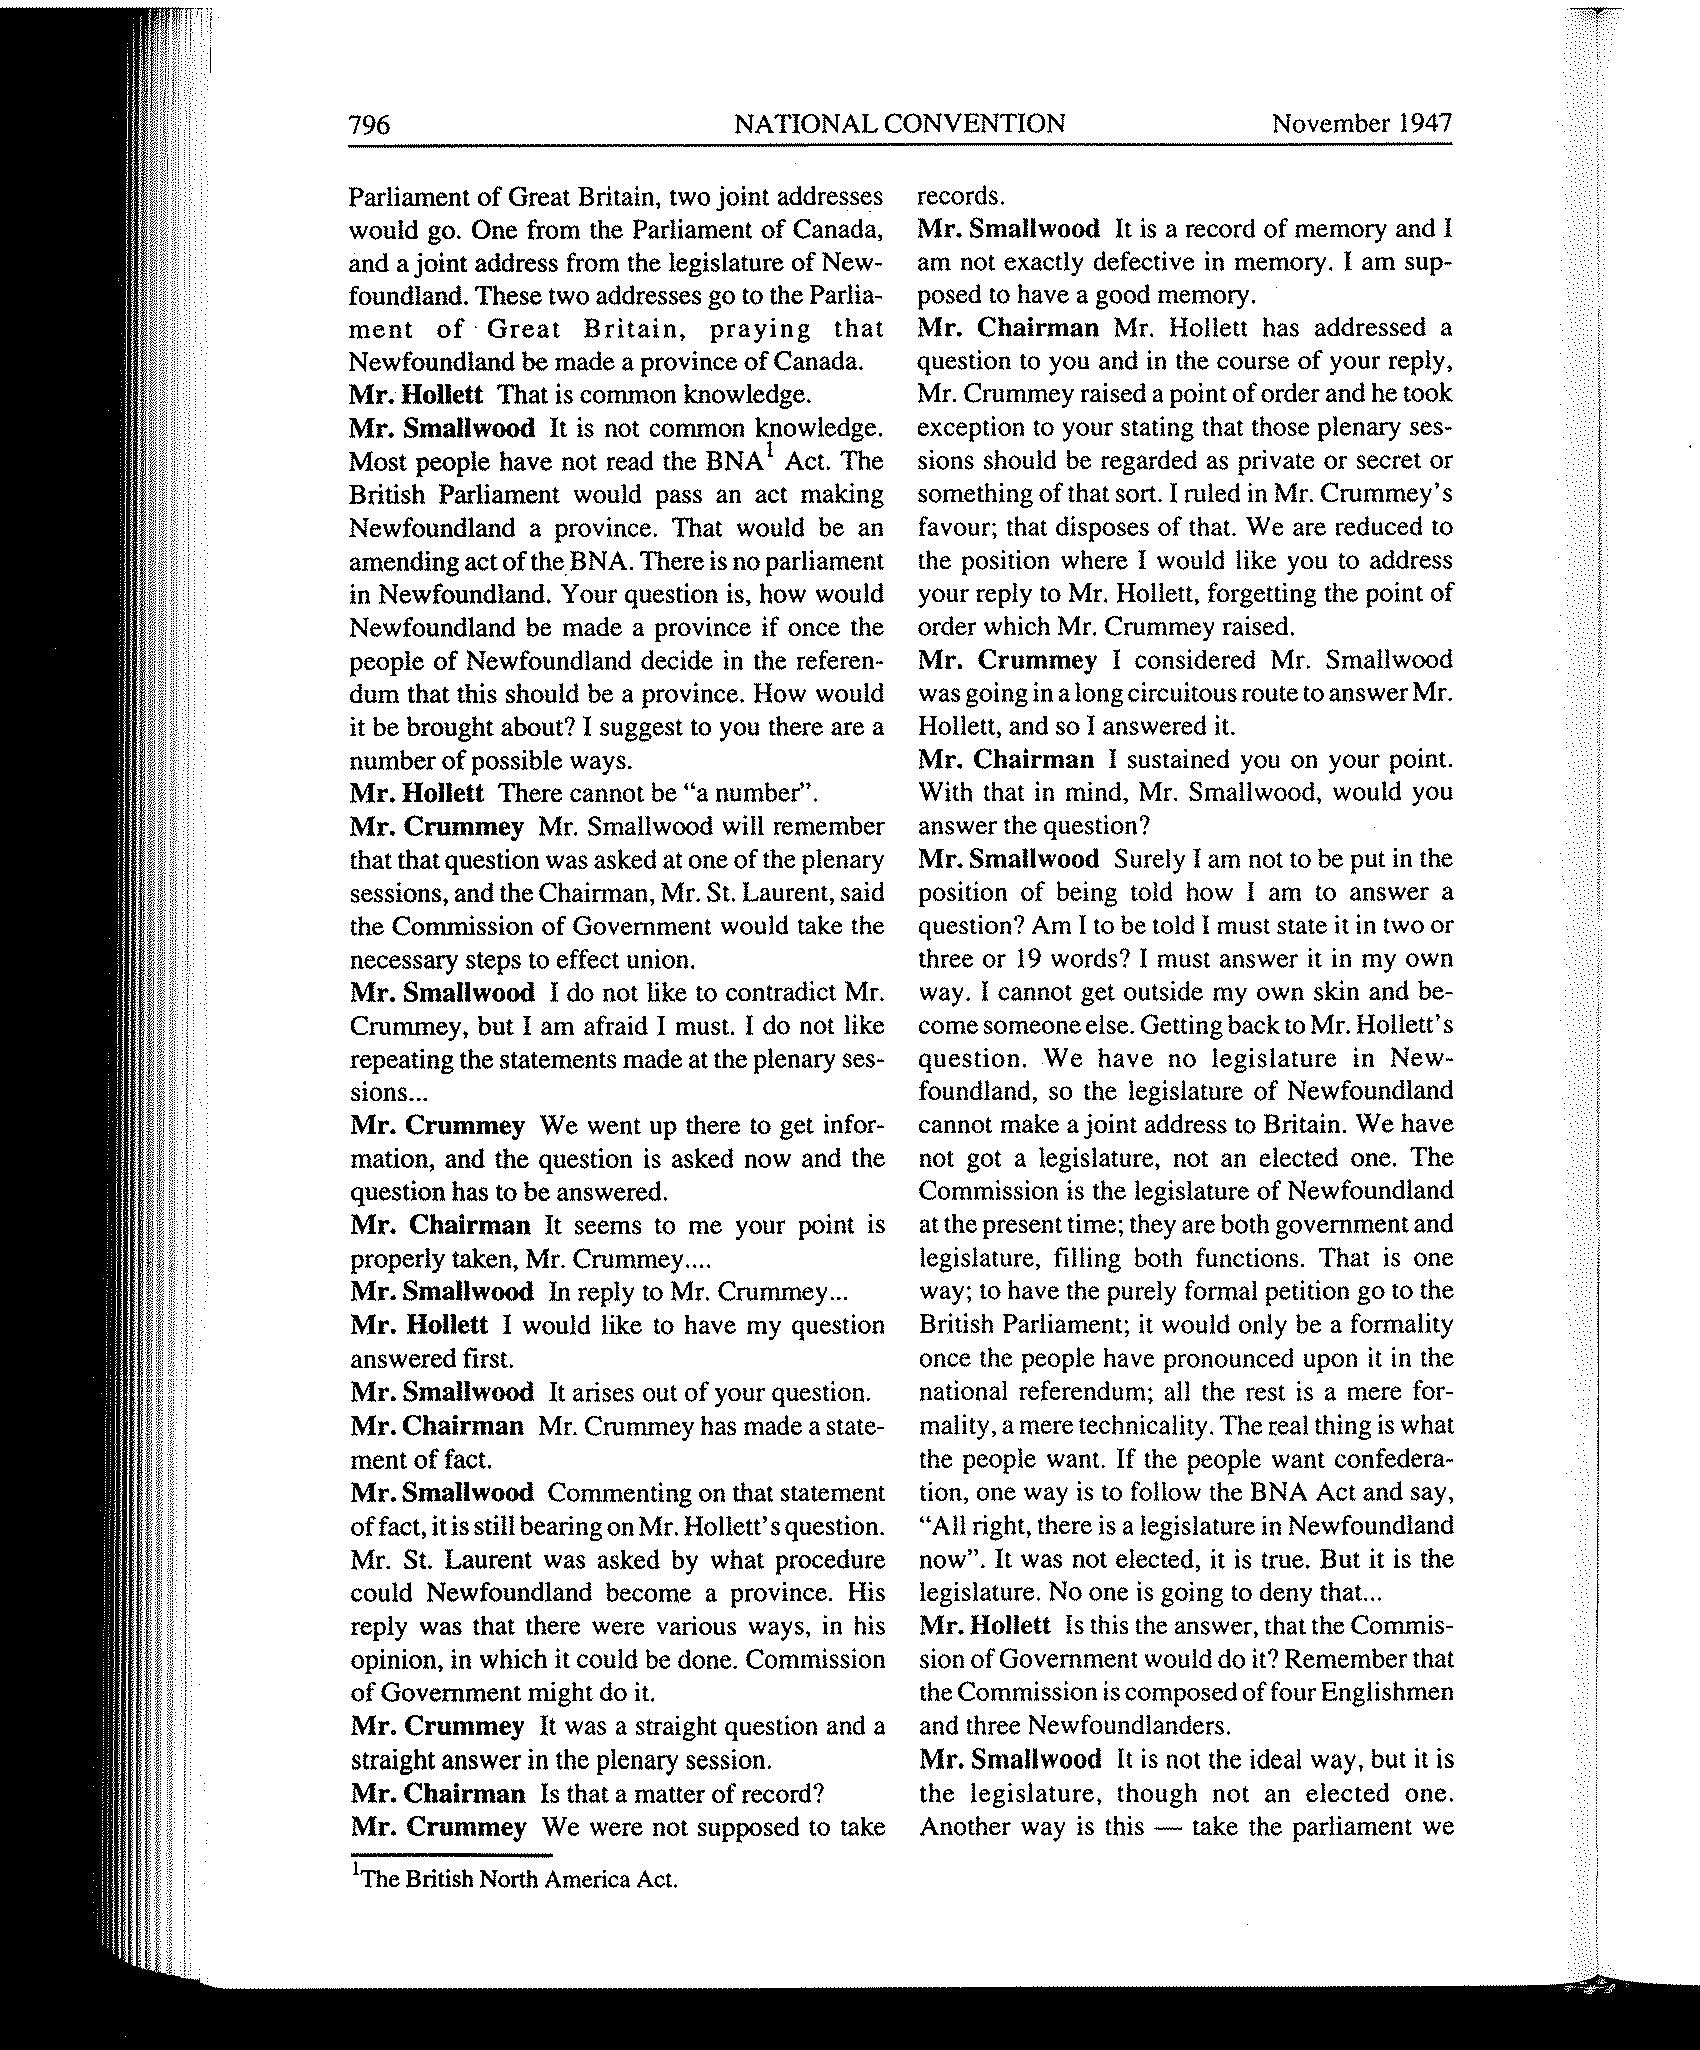 796 NATIONAL CONVENTION November 1947
Parliament of Great Britain, two joint addresses
would go. One from the Parliament of Canada,
and a joint address from the legislature of New-
foundland. These two addresses go to the Parlia-
ment of Great Britain, praying that
Newfoundland be made a province of Canada.
Mr. Hollett That is common knowledge.
Mr. Smallwood It is not common knowledge.
Most people have not read the BNA1 Act. The
British Parliament would pass an act making
Newfoundland a province. That would be an
amending act of the BNA. There is no parliament
in Newfoundland. Your question is, how would
Newfoundland be made a province if once the
people of Newfoundland decide in the referen-
dum that this should be a province. How would
it be brought about? I suggest to you there are a
number of possible ways.
Mr. Hollett There cannot be “a number”.
Mr. Crummey Mr. Smallwood will remember
that that question was asked at one of the plenary
sessions, and the Chairman, Mr. St. Laurent, said
the Commission of Government would take the
necessary steps to effect union.
Mr. Smallwood I do not like to contradict Mr.
Crummey, but I am afraid I must. I do not like
repeating the statements made at the plenary ses-
sions...
Mr. Crummey We went up there to get infor-
mation, and the question is asked now and the
question has to be answered.
Mr. Chairman It seems to me your point is
properly taken, Mr. Crummey....
Mr. Smallwood In reply to Mr. Crummey...
Mr. Hollett I would like to have my question
answered first.
Mr. Smallwood It arises out of your question.
Mr. Chairman Mr. Crummey has made a state-
ment of fact.
Mr. Smallwood Commenting on that statement
of fact, it is still bearing on Mr. Hollett's question.
Mr. St. Laurent was asked by what procedure
could Newfoundland become a province. His
reply was that there were various ways, in his
opinion, in which it could be done. Commission
of Government might do it.
Mr. Crummey It was a straight question and a
straight answer in the plenary session.
Mr. Chairman Is that a matter of record?
Mr. Crummey We were not supposed to take
1The British North America Act.
records.
Mr. Smallwood It is a record of memory and I
am not exactly defective in memory. I am sup-
posed to have a good memory.
Mr. Chairman Mr. Hollett has addressed a
question to you and in the course of your reply,
Mr. Crummey raised a point of order and he took
exception to your stating that those plenary ses-
sions should be regarded as private or secret or
something of that sort. I ruled in Mr. Crummey's
favour; that disposes of that. We are reduced to
the position where I would like you to address
your reply to Mr. Hollett, forgetting the point of
order which Mr. Crummey raised.
Mr. Crummey I considered Mr. Smallwood
was going in a long circuitous route to answer Mr.
Hollett, and so I answered it.
Mr. Chairman I sustained you on your point.
With that in mind, Mr. Smallwood, would you
answer the question?
Mr. Smallwood Surely I am not to be put in the
position of being told how I am to answer a
question? Am I to be told I must state it in two or
three or 19 words? I must answer it in my own
way. I cannot get outside my own skin and be-
come someone else. Getting back to Mr. Hollett's
question. We have no legislature in New-
foundland, so the legislature of Newfoundland
cannot make a joint address to Britain. We have
not got a legislature, not an elected one. The
Commission is the legislature of Newfoundland
at the present time; they are both government and
legislature, filling both functions. That is one
way; to have the purely formal petition go to the
British Parliament; it would only be a formality
once the people have pronounced upon it in the
national referendum; all the rest is a mere for-
mality, a mere technicality. The real thing is what
the people want. If the people want confedera-
tion, one way is to follow the BNA Act and say,
“All right, there is a legislature in Newfoundland
now”. It was not elected, it is true. But it is the
legislature. No one is going to deny that...
Mr. Hollett Is this the answer, that the Commis-
sion of Government would do it? Remember that
the Commission is composed of four Englishmen
and three Newfoundlanders.
Mr. Smallwood It is not the ideal way, but it is
the legislature, though not an elected one.
Another way is this — take the parliament we